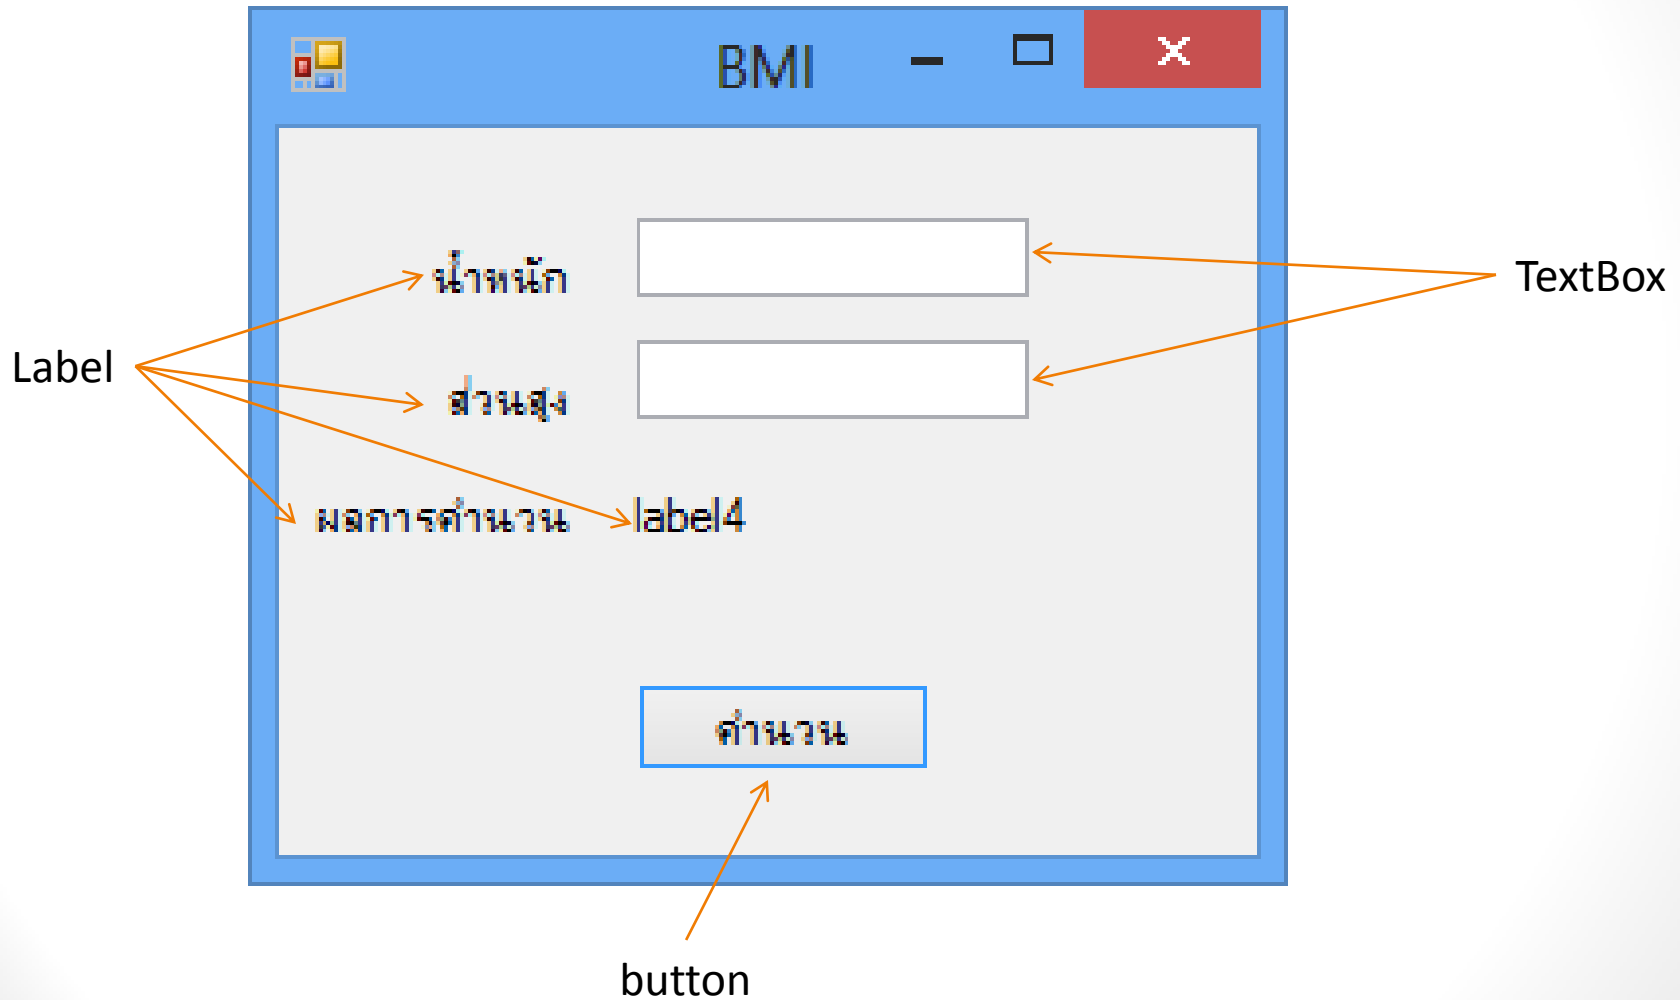 BMI
น้ำหนัก
TextBox
Label
ส่วนสูง
ผลการคำนวน label4
คำนวน
button